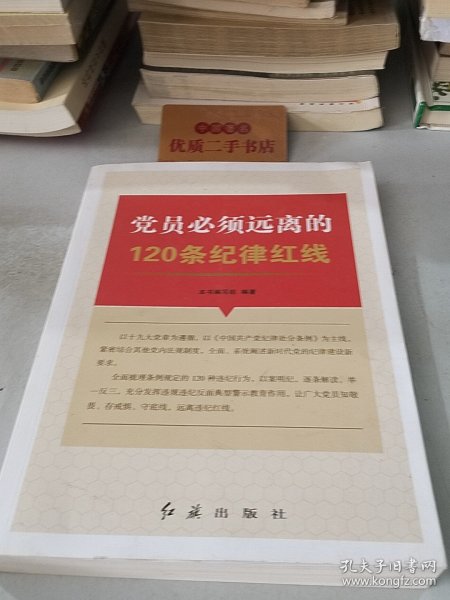 优质二手书店
党员必须远离的
120条纪律红线
本书编写组 编著
以十九大党章为遵循，以《中国共产党纪律处分条例》为主线，
紧密结合其他党内法规制度，全面、系统阐述新时代党的纪律建设新
要求。
全面梳理条例规定的120种违纪行为，以案明纪、逐条解读、举
一反三，充分发挥违规违纪反面典型警示教育作用，让广大党员知敬
畏、存戒惧、守底线，远离违纪红线。
红旗出版社
孔夫子旧书网
www.kongfz.com